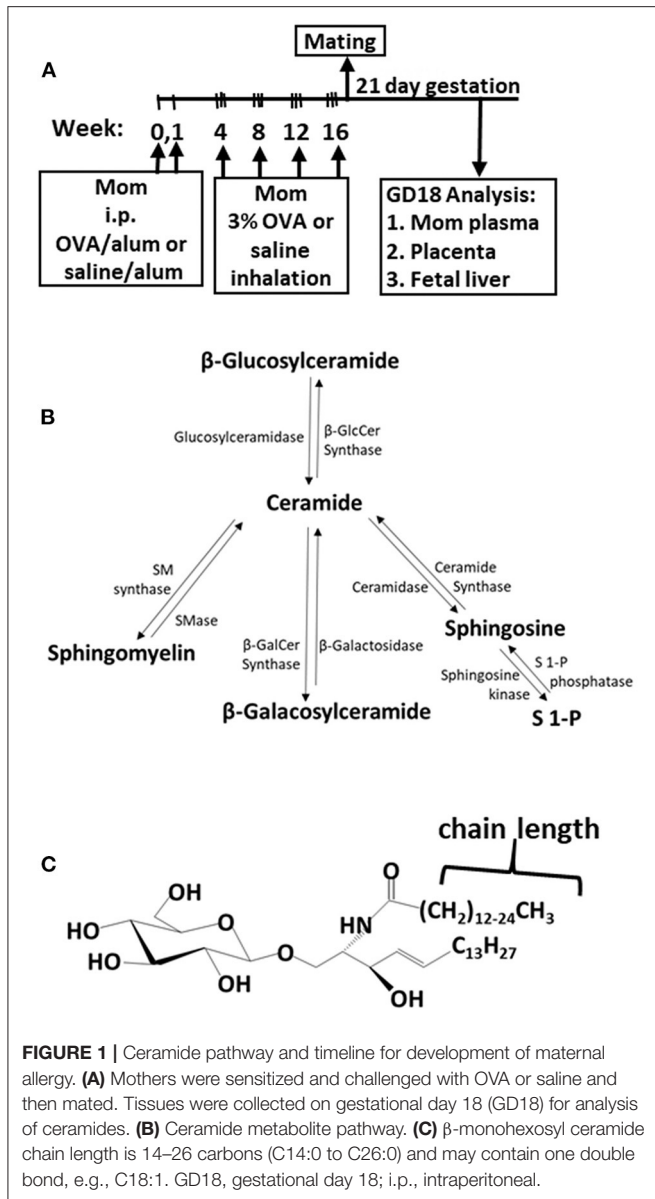 A
Mating
21 day gestation
Week: 0,1 4 8 12 16
Mom
i.p.
OVA/alum or
saline/alum
Mom
3% OVA or
saline
inhalation
GD18 Analysis:
1. Mom plasma
2. Placenta
3. Fetal liver
B
β-Glucosylceramide
Glucosylceramidase
β-GlcCer
Synthase
Ceramide
SM
synthase
SMase
Sphingomyelin
β-GalCer
Synthase
β-Galactosidase
β-Galacosylceramide
Ceramidase
Ceramide
Synthase
Sphingosine
Sphingosine
kinase
S 1-P
phosphatase
S 1-P
C
chain length
O
(CH₂)₁₂₋₂₄CH₃
HN
C₁₃H₂₇
OH
O
HO
HO
OH
O
OH
FIGURE 1 | Ceramide pathway and timeline for development of maternal
allergy. (A) Mothers were sensitized and challenged with OVA or saline and
then mated. Tissues were collected on gestational day 18 (GD18) for analysis
of ceramides. (B) Ceramide metabolite pathway. (C) β-monohexosyl ceramide
chain length is 14–26 carbons (C14:0 to C26:0) and may contain one double
bond, e.g., C18:1. GD18, gestational day 18; i.p., intraperitoneal.